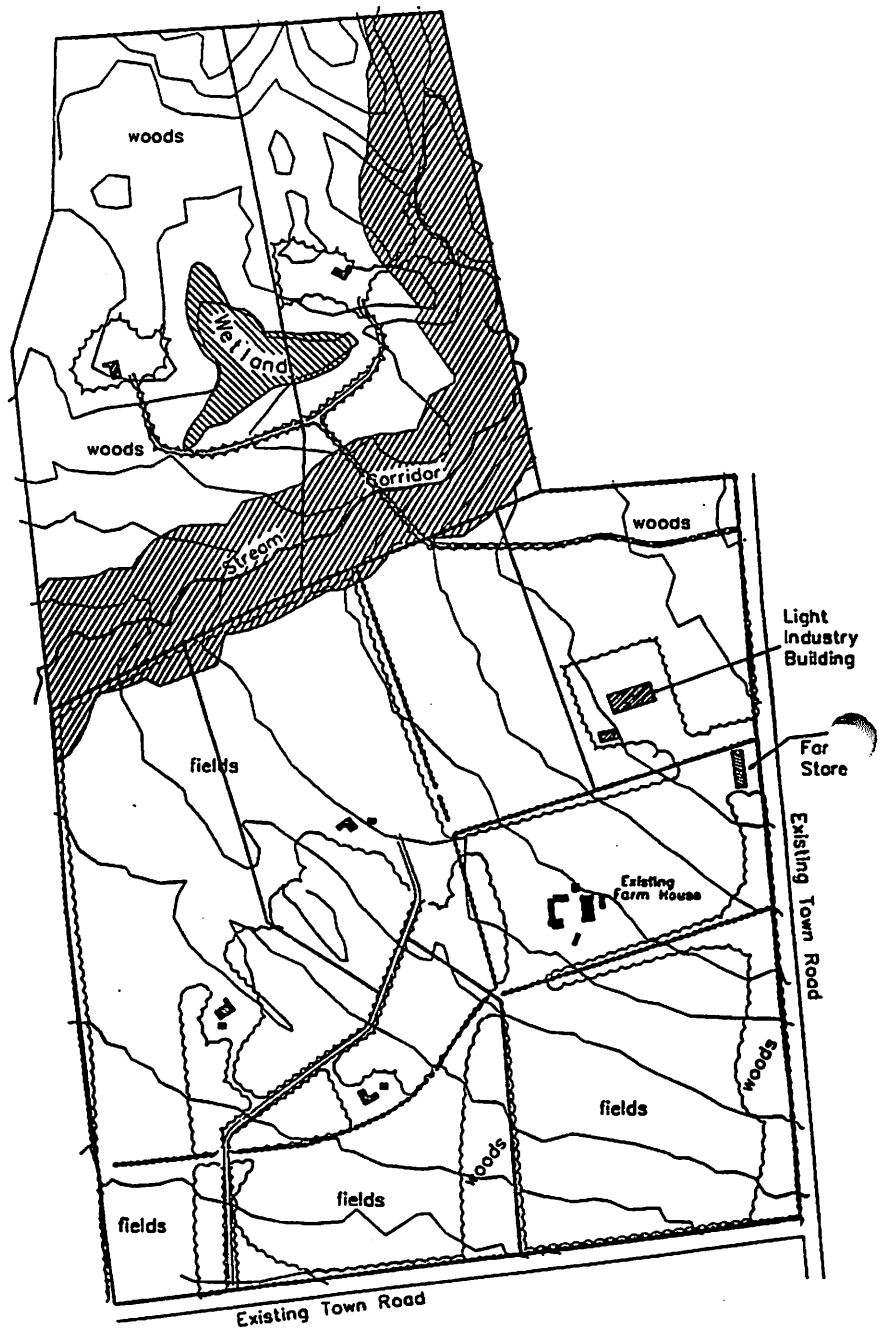 woods
Wetland
woods
Corridor
Stream
woods
Light
Industry
Building
Far
Store
fields
Existing
Farm House
Existing Town Road
woods
fields
woods
fields
fields
Existing Town Road